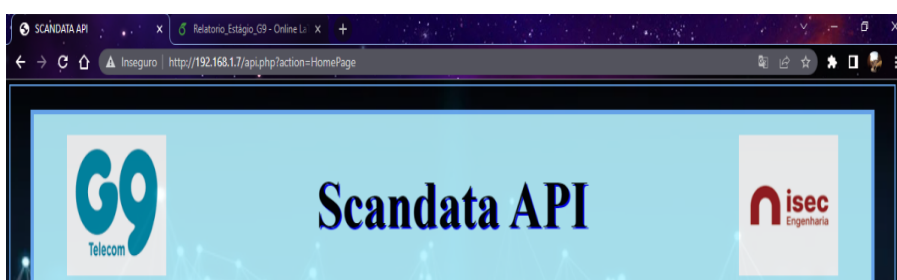 SCANDATA API
Relatorio_Estágio_G9 - Online La
Inseguro | http://192.168.1.7/api.php?action=HomePage
G9
Telecom
Scandata API
isec
Engenharia